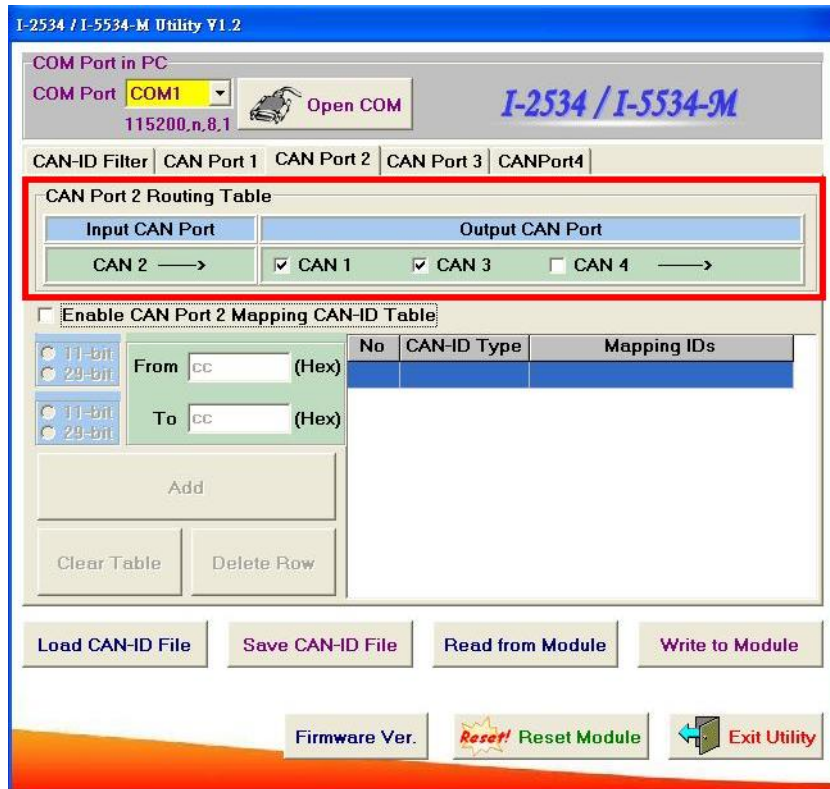 I-2534 / I-5534-M Utility V1.2
COM Port in PC
COM Port COM1 Open COM I-2534 / I-5534-M
115200,n,8,1
CAN-ID Filter CAN Port 1 CAN Port 2 CAN Port 3 CANPort4
CAN Port 2 Routing Table
Input CAN Port Output CAN Port
CAN 2 ----> CAN 1 CAN 3 CAN 4 ---->
Enable CAN Port 2 Mapping CAN-ID Table
No CAN-ID Type Mapping IDs
11-bit
29-bit
From cc (Hex)
11-bit
29-bit
To cc (Hex)
Add
Clear Table Delete Row
Load CAN-ID File Save CAN-ID File Read from Module Write to Module
Firmware Ver. Reset! Reset Module Exit Utility